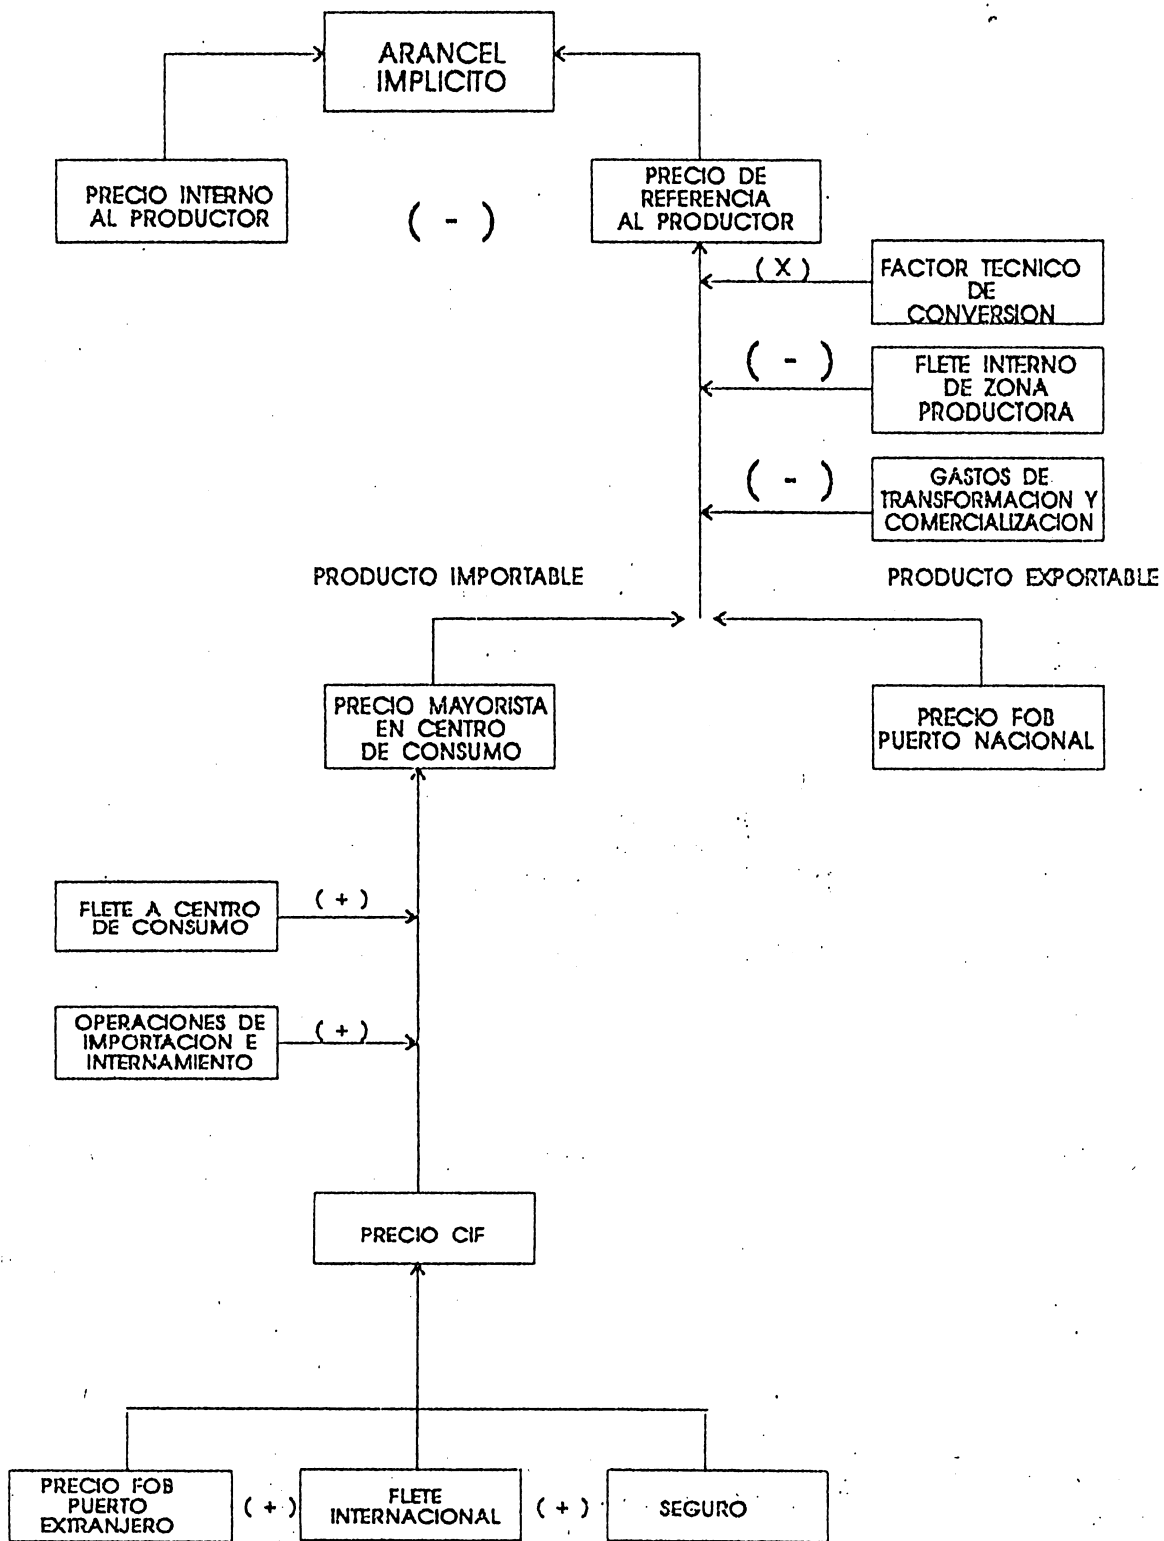 ARANCEL
IMPLICITO
PRECIO INTERNO
AL PRODUCTOR
( - )
PRECIO DE
REFERENCIA
AL PRODUCTOR
( X )
FACTOR TECNICO
DE
CONVERSION
( - )
FLETE INTERNO
DE ZONA
PRODUCTORA
( - )
GASTOS DE
TRANSFORMACION Y
COMERCIALIZACION
PRODUCTO IMPORTABLE
PRODUCTO EXPORTABLE
PRECIO MAYORISTA
EN CENTRO
DE CONSUMO
PRECIO FOB
PUERTO NACIONAL
FLETE A CENTRO
DE CONSUMO
( + )
OPERACIONES DE
IMPORTACION E
INTERNAMIENTO
( + )
PRECIO CIF
PRECIO FOB
PUERTO
EXTRANJERO
( + )
FLETE
INTERNACIONAL
( + )
SEGURO